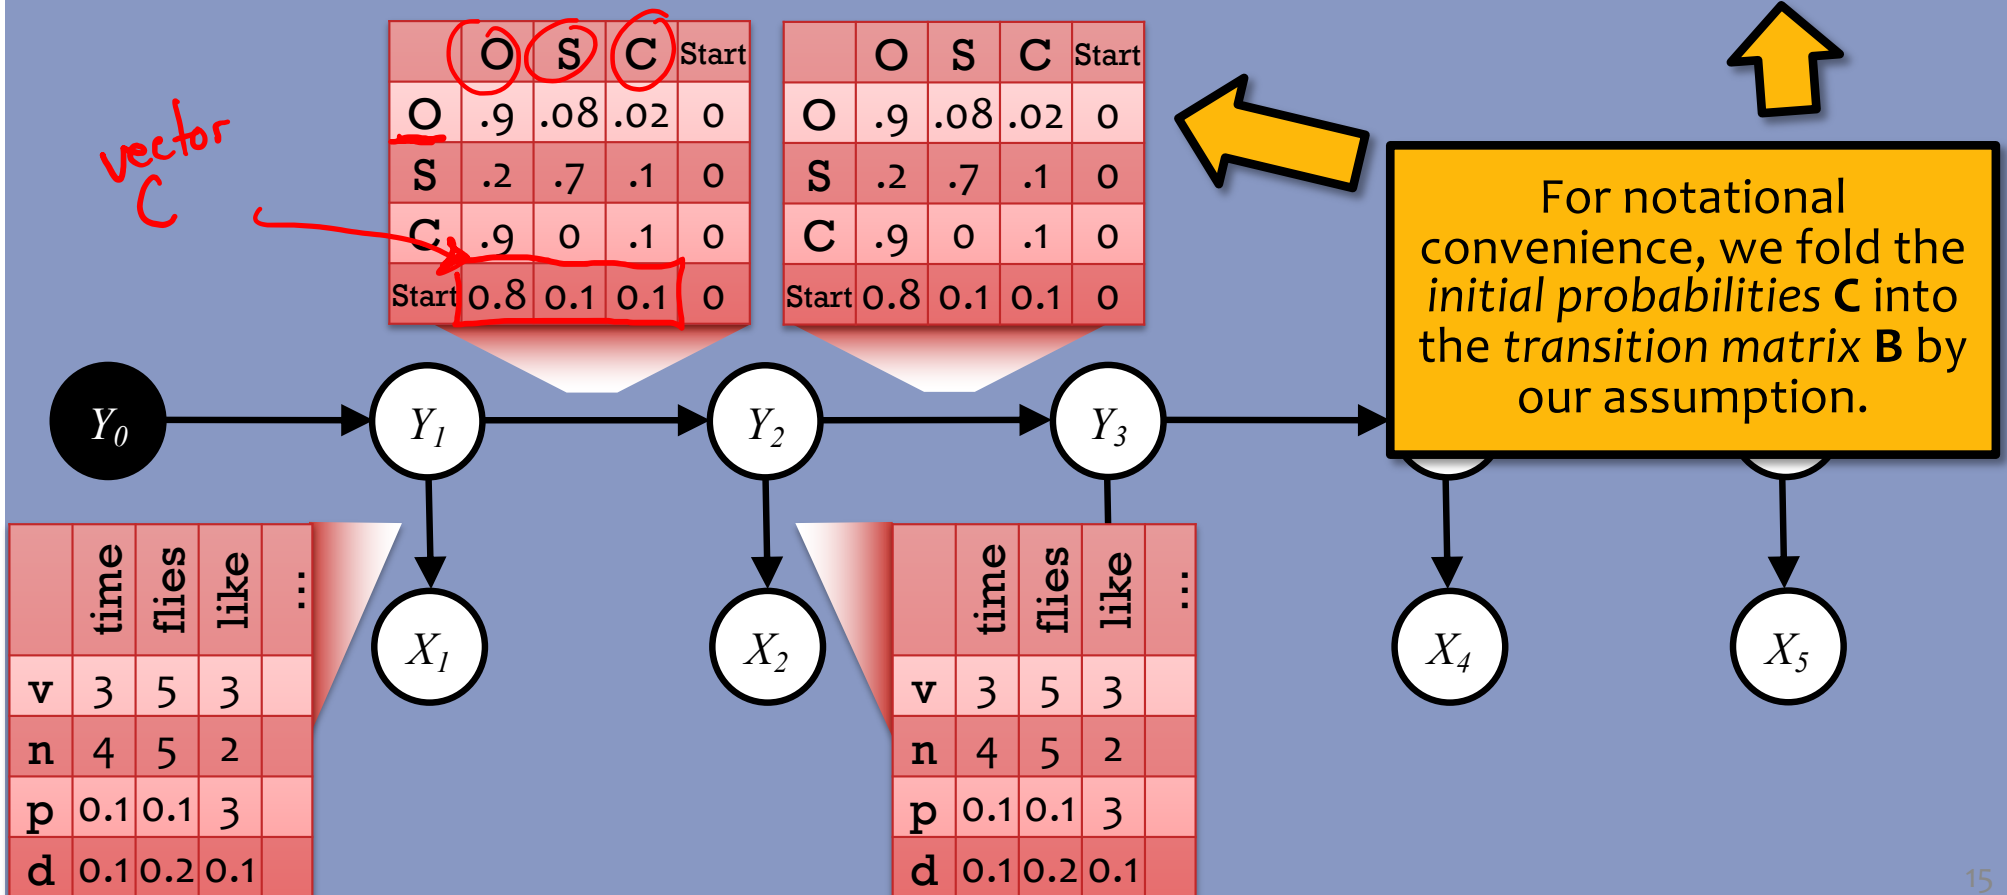 vector
C
O S C Start
O .9 .08 .02 0
S .2 .7 .1 0
C .9 0 .1 0
Start 0.8 0.1 0.1 0
O S C Start
O .9 .08 .02 0
S .2 .7 .1 0
C .9 0 .1 0
Start 0.8 0.1 0.1 0
For notational
convenience, we fold the
initial probabilities C into
the transition matrix B by
our assumption.
Y0 Y1 Y2 Y3
time flies like ...
v 3 5 3
n 4 5 2
p 0.1 0.1 3
d 0.1 0.2 0.1
X1 X2
time flies like ...
v 3 5 3
n 4 5 2
p 0.1 0.1 3
d 0.1 0.2 0.1
X4 X5
15